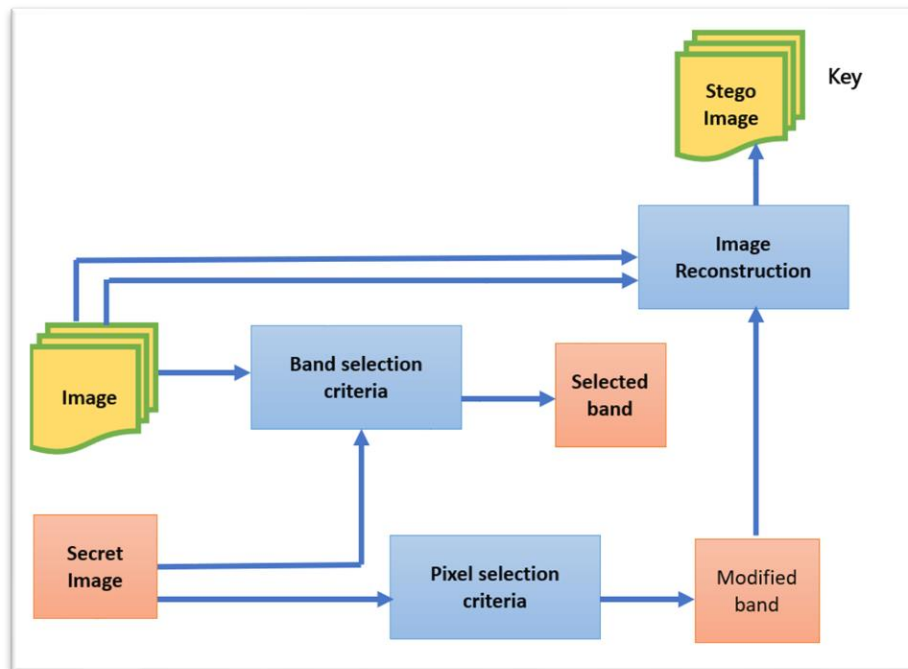 Stego
Image
Key
Image
Reconstruction
Band selection
criteria
Selected
band
Image
Secret
Image
Pixel selection
criteria
Modified
band